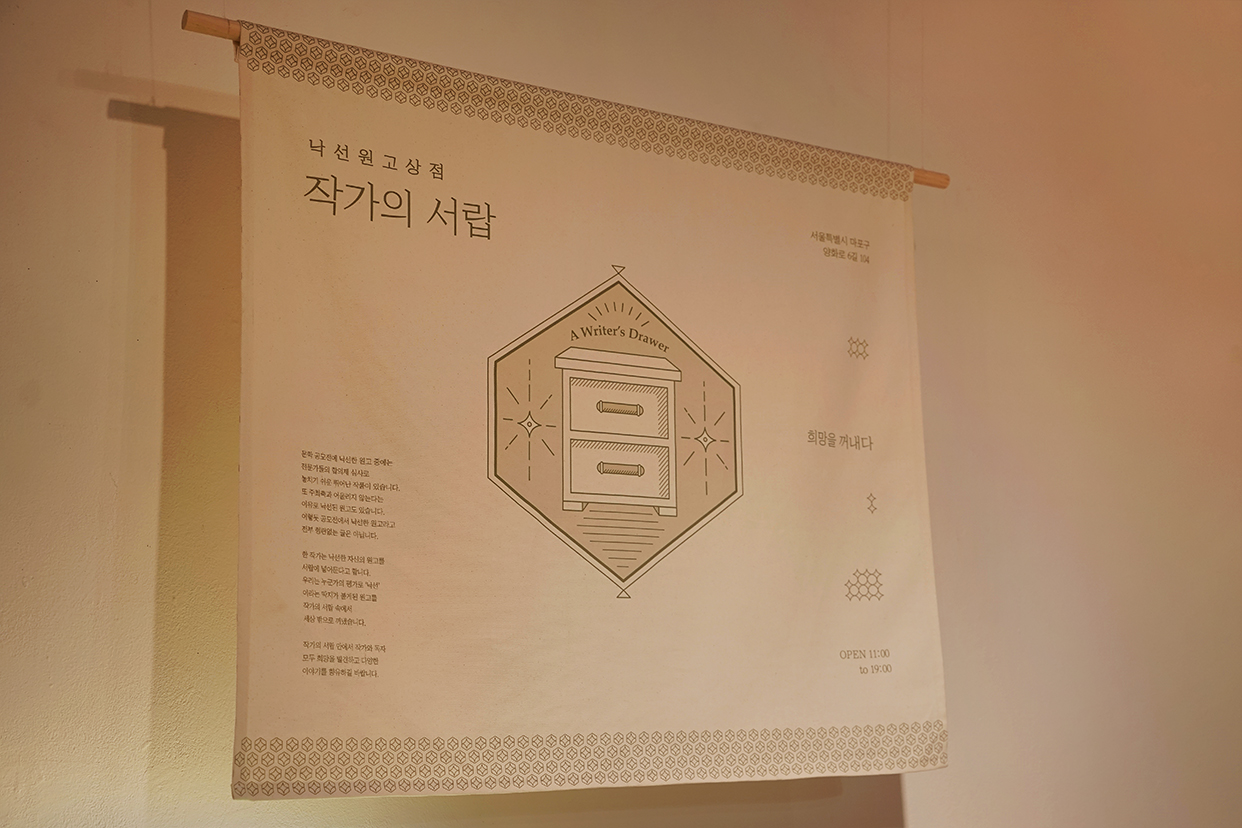 낙선원고상점
작가의 서랍
서울특별시 마포구
양화로 6길 104
A Writer's Drawer
희망을 꺼내다
문학 공모전에 낙선한 원고 중에는
전문가들의 합의제 심사로
놓치기 쉬운 뛰어난 작품이 있습니다.
또 주최측과 어울리지 않는다는
이유로 낙선된 원고도 있습니다.
이렇듯 공모전에서 낙선한 원고라고
전부 형편없는 글은 아닙니다.
한 작가는 낙선한 자신의 원고를
서랍에 넣어둔다고 합니다.
우리는 누군가의 평가로 '낙선'
이라는 딱지가 붙게된 원고를
작가의 서랍 속에서
세상 밖으로 꺼냈습니다.
작가의 서랍 안에서 작가와 독자
모두 희망을 발견하고 다양한
이야기를 향유하길 바랍니다.
OPEN 11:00
to 19:00